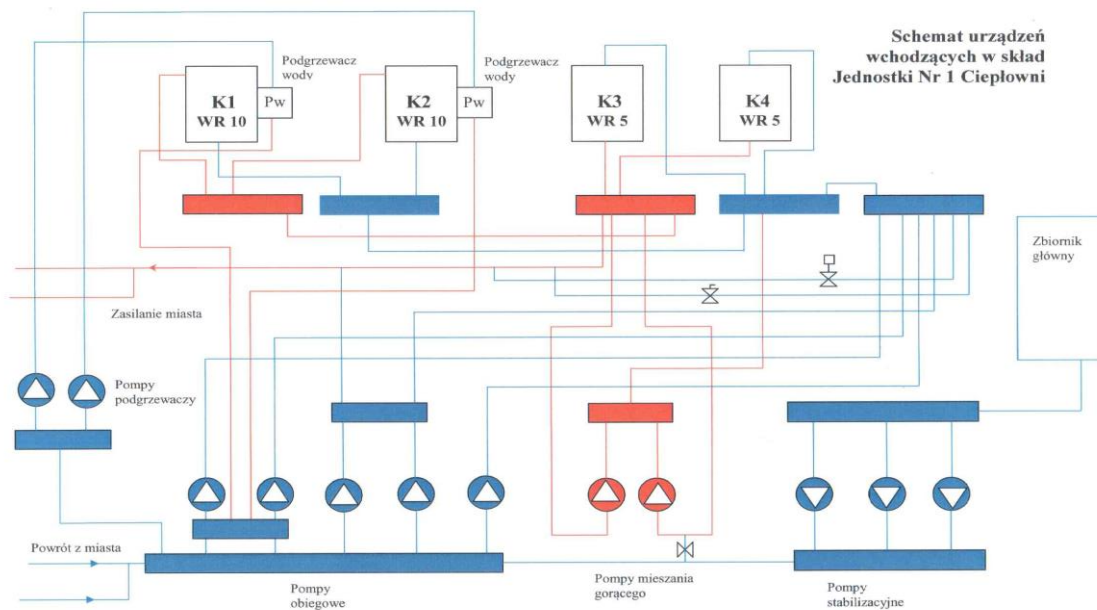 Schemat urządzeń
wchodzących w skład
Jednostki Nr 1 Ciepłowni
Podgrzewacz
wody
Podgrzewacz
wody
K1
WR 10
Pw
K2
WR 10
Pw
K3
WR 5
K4
WR 5
Zbiornik
główny
Zasilanie miasta
Pompy
podgrzewaczy
Powrót z miasta
Pompy
obiegowe
Pompy mieszania
gorącego
Pompy
stabilizacyjne